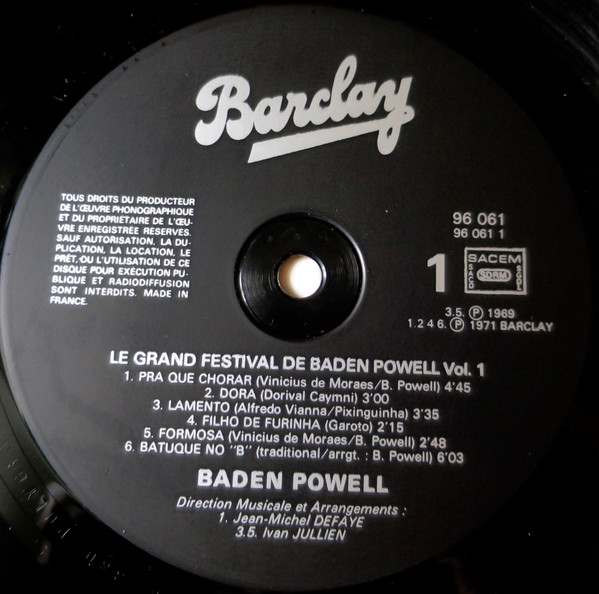 Barclay
TOUS DROITS DU PRODUCTEUR
DE L'ŒUVRE PHONOGRAPHIQUE
ET DU PROPRIETAIRE DE L'ŒU-
VRE ENREGISTREE RESERVES.
SAUF AUTORISATION, LA DU-
PLICATION, LA LOCATION, LE
PRÊT, OU L'UTILISATION DE CE
DISQUE POUR EXÉCUTION PU-
BLIQUE ET RADIODIFFUSION
SONT INTERDITS. MADE IN
FRANCE.
96 061
96 061 1
1
SACEM
SACD
SDRM
SGDL
3.5. Ⓟ 1969
1.2 4 6. Ⓟ 1971 BARCLAY
LE GRAND FESTIVAL DE BADEN POWELL Vol. 1
1. PRA QUE CHORAR (Vinicius de Moraes/B. Powell) 4'45
2. DORA (Dorival Caymni) 3'00
3. LAMENTO (Alfredo Vianna/Pixinguinha) 3'35
4. FILHO DE FURINHA (Garoto) 2'15
5. FORMOSA (Vinicius de Moraes/B. Powell) 2'48
6. BATUQUE NO "B" (traditional/arrgt. : B. Powell) 6'03
BADEN POWELL
Direction Musicale et Arrangements :
1. Jean-Michel DEFAYE
3.5. Ivan JULLIEN